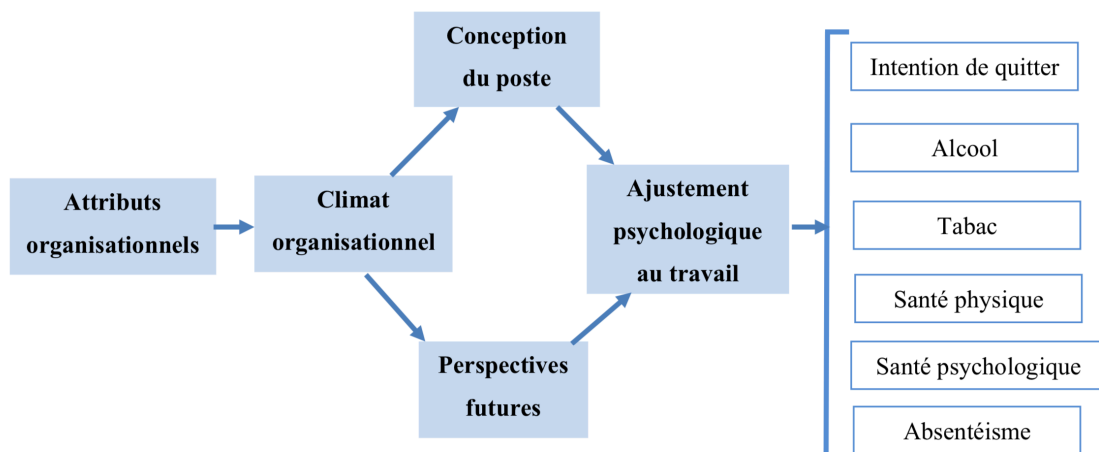 Attributs
organisationnels
Climat
organisationnel
Conception
du poste
Perspectives
futures
Ajustement
psychologique
au travail
Intention de quitter
Alcool
Tabac
Santé physique
Santé psychologique
Absentéisme